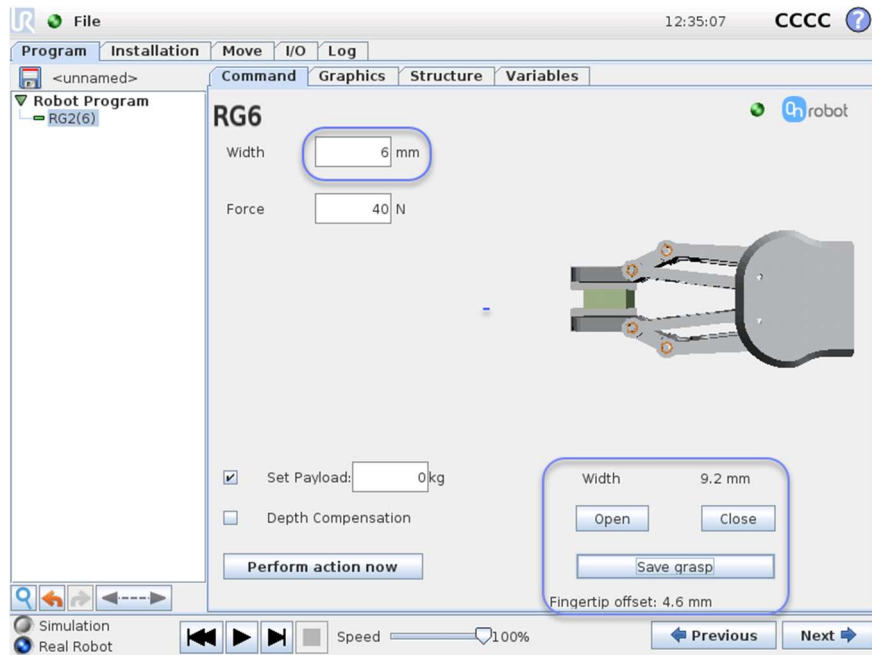 File 12:35:07 CCCC ?
Program Installation Move I/O Log
<unnamed> Command Graphics Structure Variables
Robot Program
RG2(6)
RG6
On robot
Width 6 mm
Force 40 N
Set Payload: 0 kg
Width 9.2 mm
Depth Compensation
Open Close
Perform action now
Save grasp
Fingertip offset: 4.6 mm
Simulation
Real Robot
Speed 100%
Previous Next